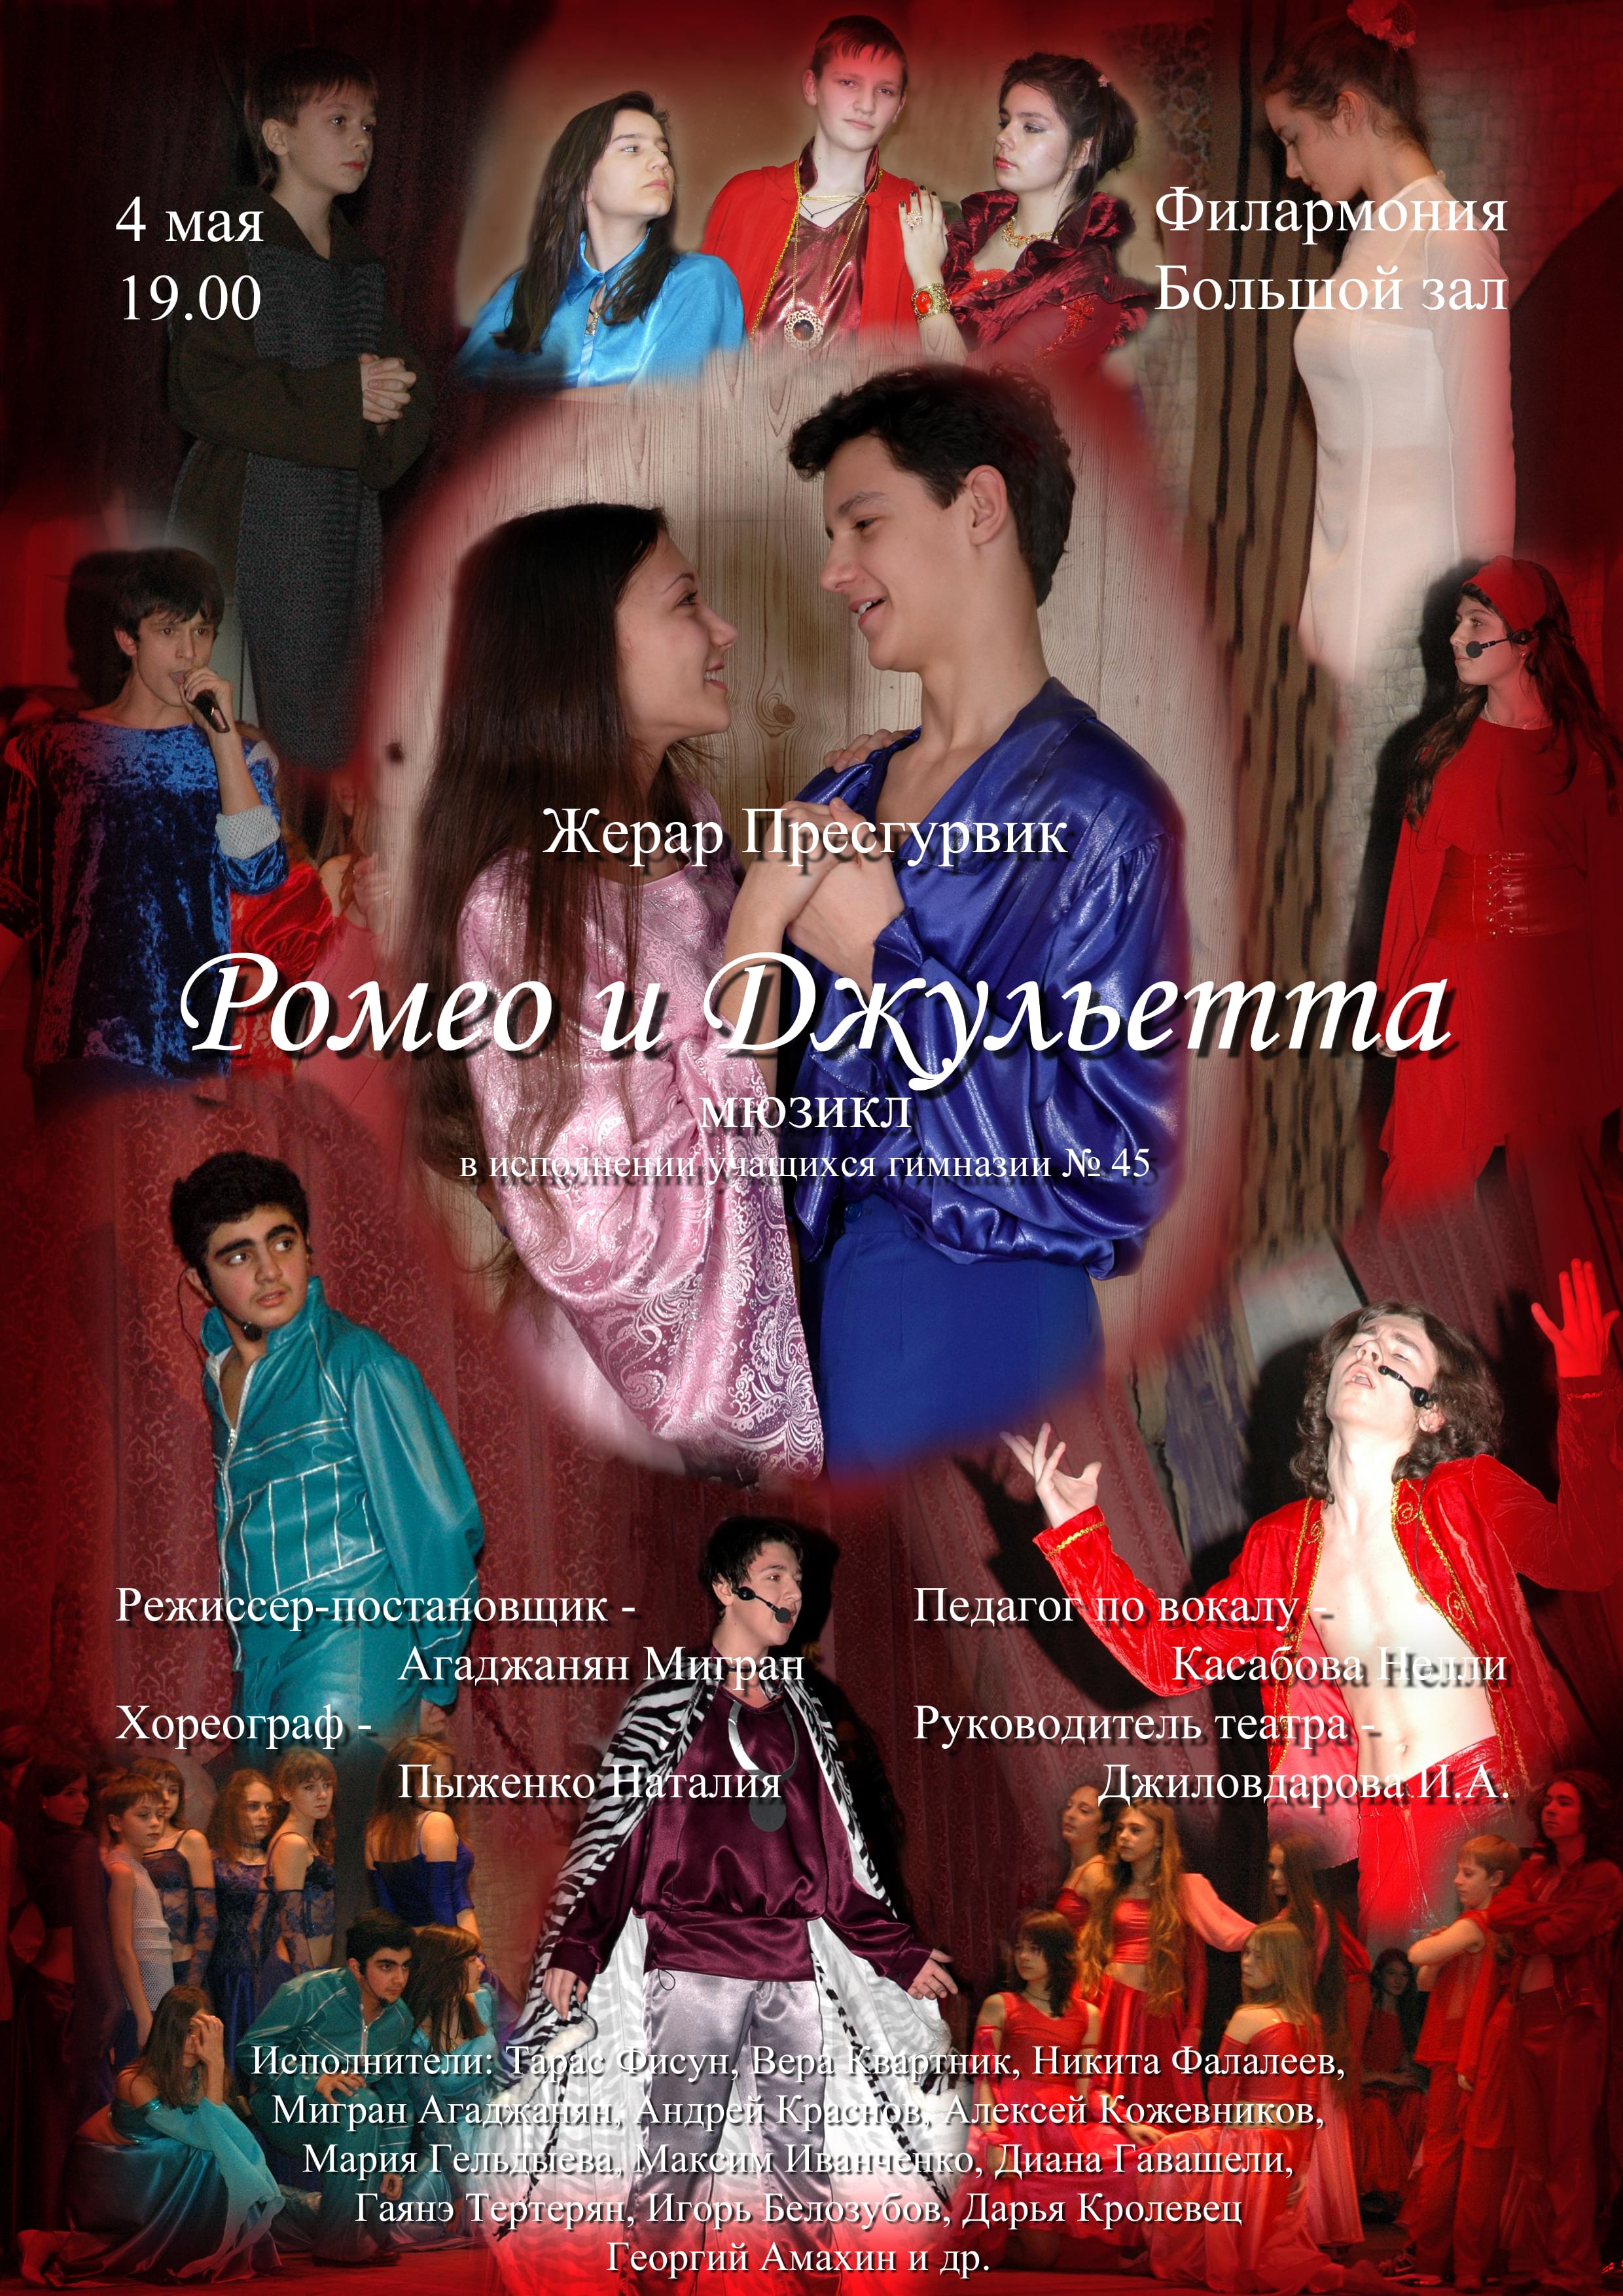 4 мая
19.00
Филармония
Большой зал
Жерар Пресгурвик
Ромео и Джульетта
мюзикл
в исполнении учащихся гимназии № 45
Режиссер-постановщик -
Агаджанян Мигран
Хореограф -
Пыженко Наталия
Педагог по вокалу -
Касабова Нелли
Руководитель театра -
Джиловдарова И.А.
Исполнители: Тарас Фисун, Вера Квартник, Никита Фалалеев,
Мигран Агаджанян, Андрей Краснов, Алексей Кожевников,
Мария Гельдыева, Максим Иванченко, Диана Гавашели,
Гаянэ Тертерян, Игорь Белозубов, Дарья Кролевец
Георгий Амахин и др.